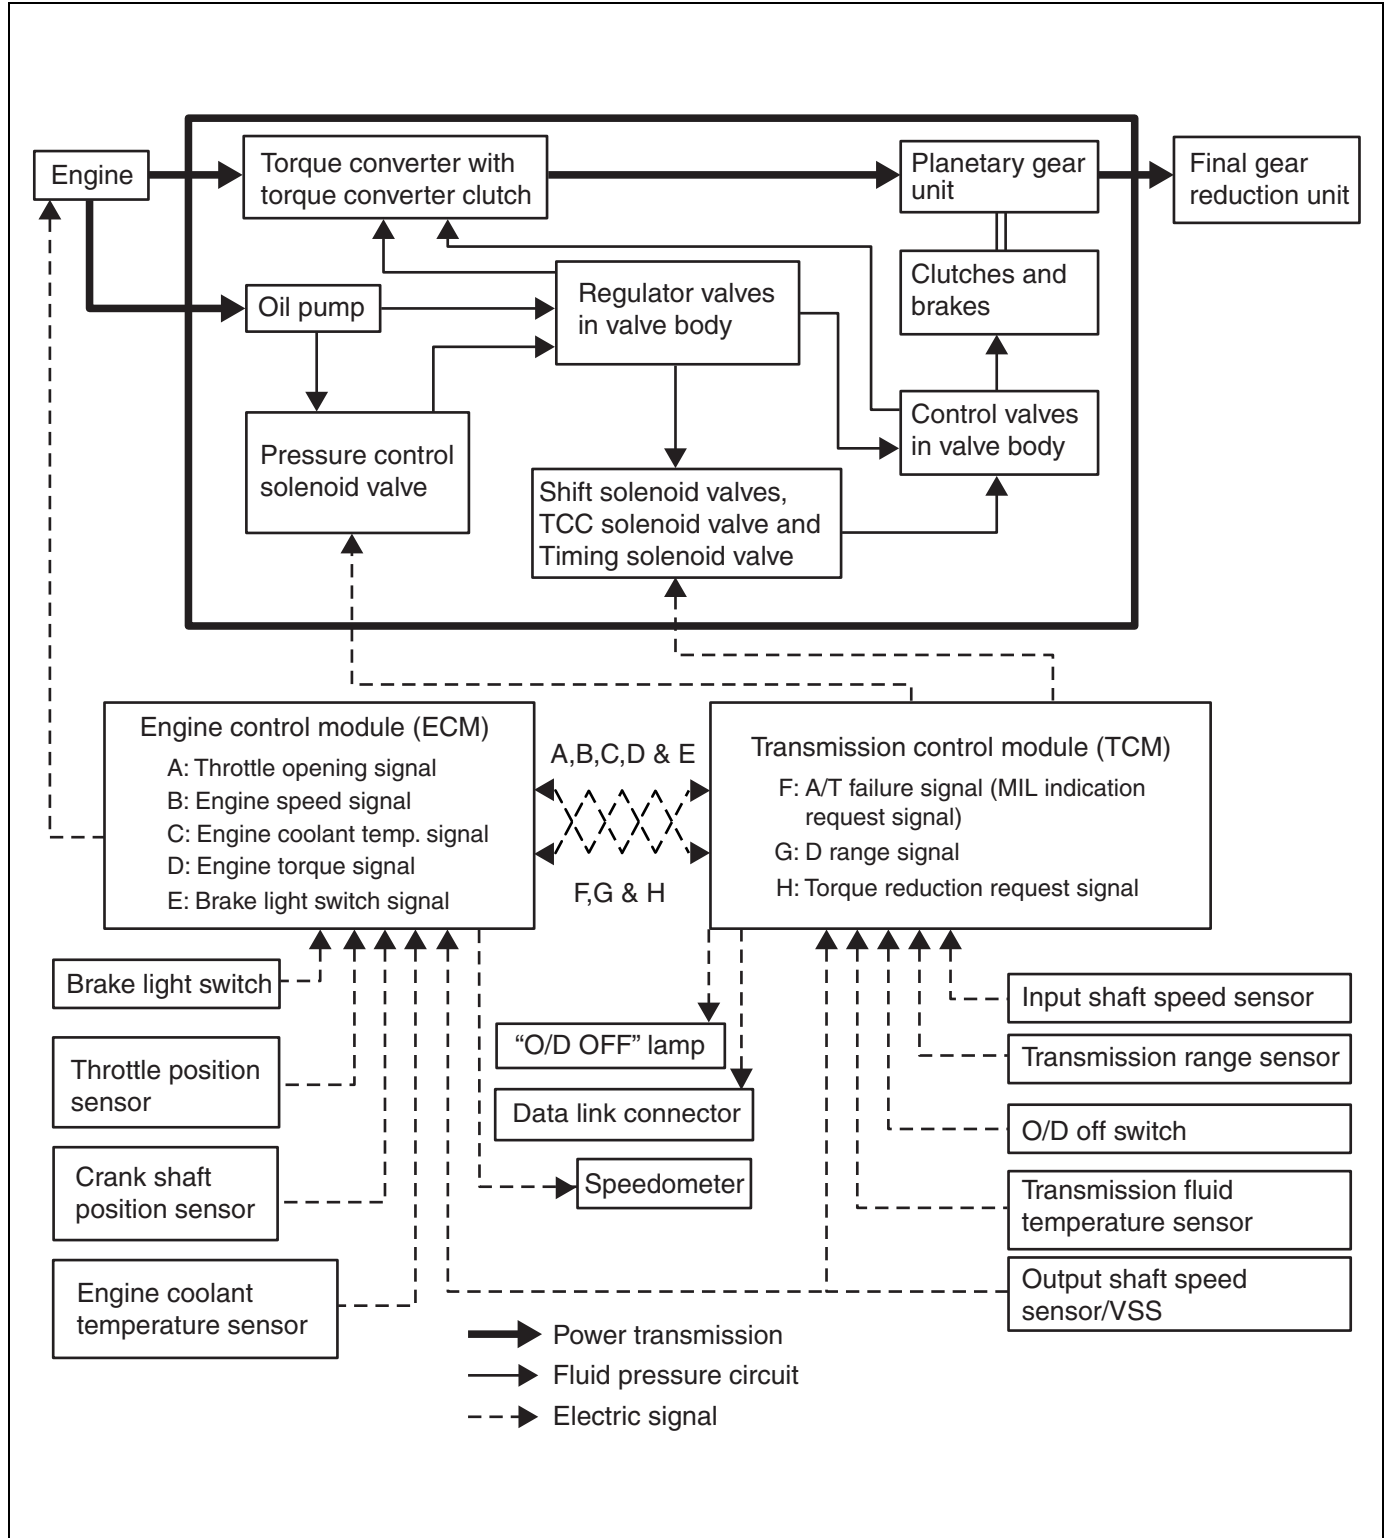 Engine
Torque converter with
torque converter clutch
Planetary gear
unit
Final gear
reduction unit
Oil pump
Regulator valves
in valve body
Clutches and
brakes
Pressure control
solenoid valve
Control valves
in valve body
Shift solenoid valves,
TCC solenoid valve and
Timing solenoid valve
Engine control module (ECM)
A: Throttle opening signal
B: Engine speed signal
C: Engine coolant temp. signal
D: Engine torque signal
E: Brake light switch signal
A,B,C,D & E
F,G & H
Transmission control module (TCM)
F: A/T failure signal (MIL indication
request signal)
G: D range signal
H: Torque reduction request signal
Brake light switch
Throttle position
sensor
Crank shaft
position sensor
Engine coolant
temperature sensor
“O/D OFF” lamp
Data link connector
Speedometer
Input shaft speed sensor
Transmission range sensor
O/D off switch
Transmission fluid
temperature sensor
Output shaft speed
sensor/VSS
Power transmission
Fluid pressure circuit
Electric signal